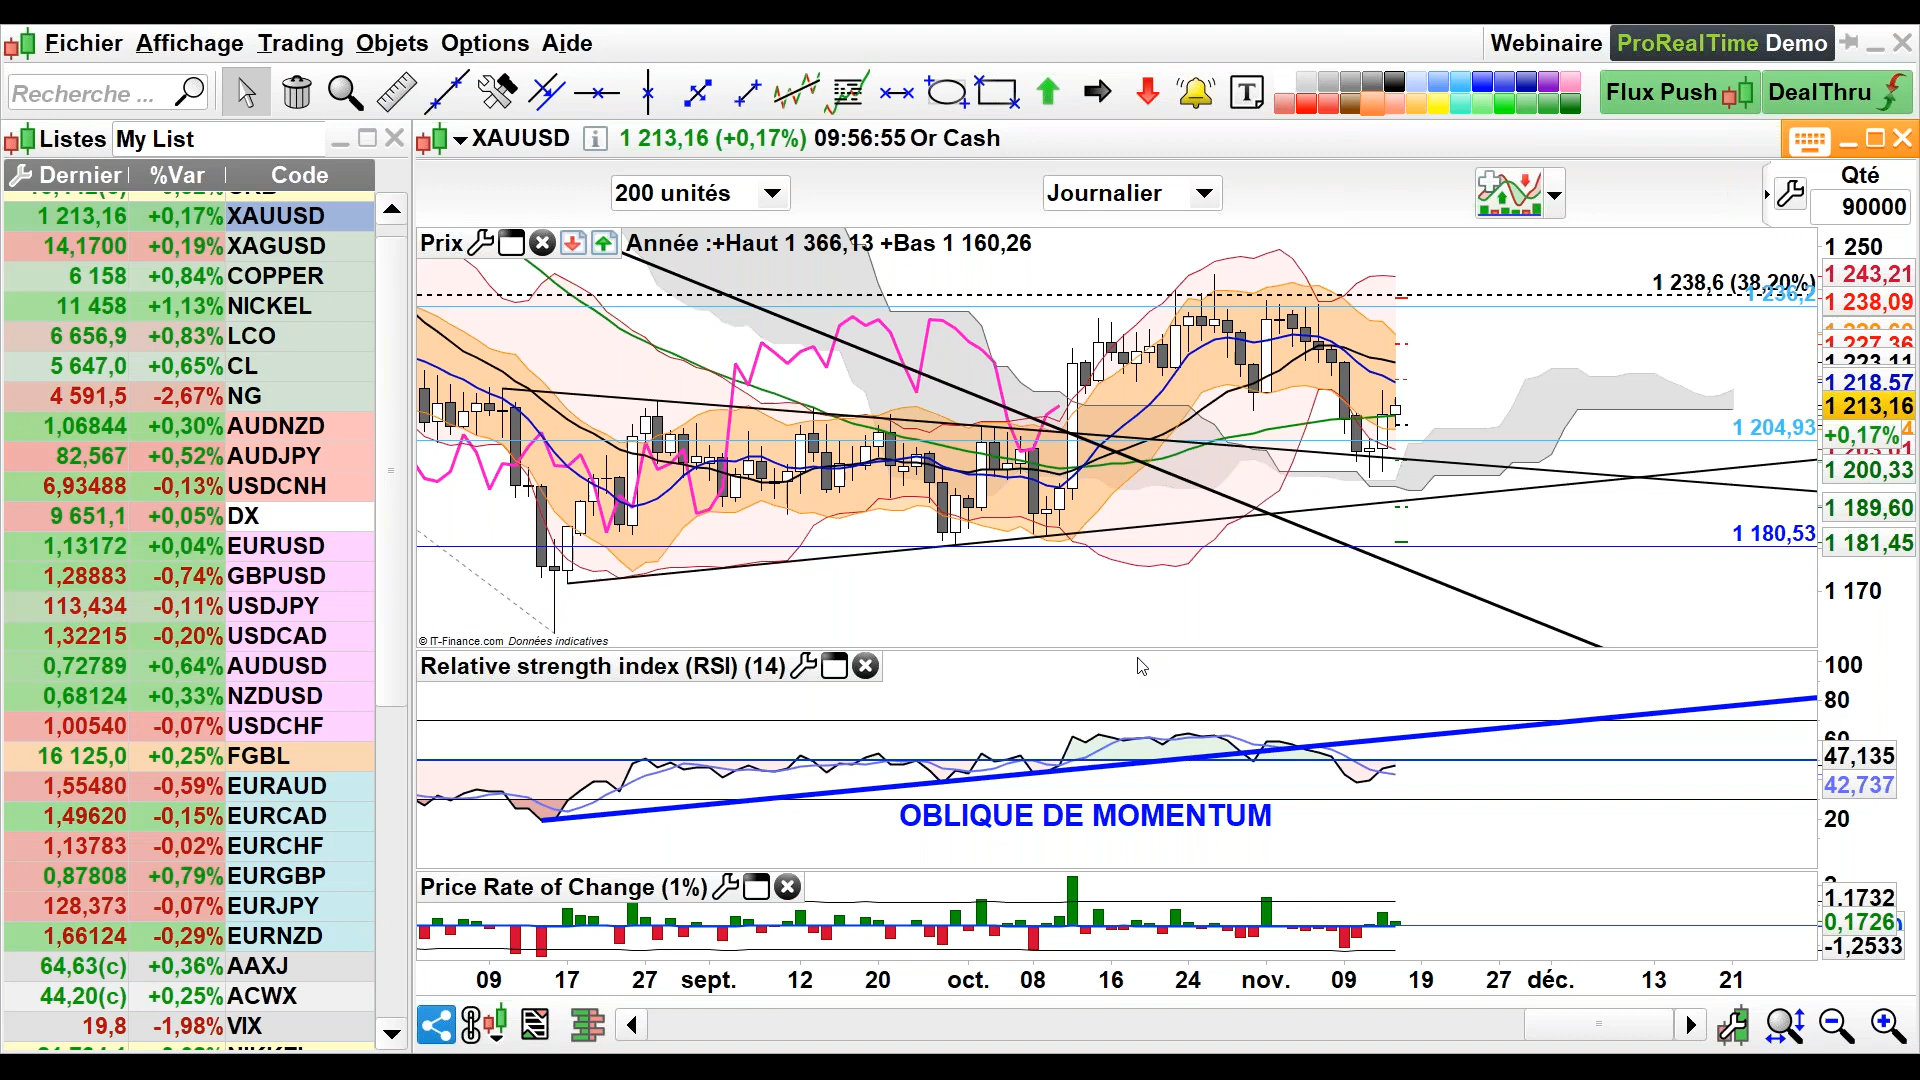 Fichier Affichage Trading Objets Options Aide
Webinaire ProRealTime Demo
Recherche ...
T
Flux Push DealThru
Listes My List
XAUUSD i 1 213,16 (+0,17%) 09:56:55 Or Cash
Dernier %Var Code
1 213,16 +0,17% XAUUSD
14,1700 +0,19% XAGUSD
6 158 +0,84% COPPER
11 458 +1,13% NICKEL
6 656,9 +0,83% LCO
5 647,0 +0,65% CL
4 591,5 -2,67% NG
1,06844 +0,30% AUDNZD
82,567 +0,52% AUDJPY
6,93488 -0,13% USDCNH
9 651,1 +0,05% DX
1,13172 +0,04% EURUSD
1,28883 -0,74% GBPUSD
113,434 -0,11% USDJPY
1,32215 -0,20% USDCAD
0,72789 +0,64% AUDUSD
0,68124 +0,33% NZDUSD
1,00540 -0,07% USDCHF
16 125,0 +0,25% FGBL
1,55480 -0,59% EURAUD
1,49620 -0,15% EURCAD
1,13783 -0,02% EURCHF
0,87808 +0,79% EURGBP
128,373 -0,07% EURJPY
1,66124 -0,29% EURNZD
64,63(c) +0,36% AAXJ
44,20(c) +0,25% ACWX
19,8 -1,98% VIX
200 unités
Journalier
Qté
90000
Prix
Année :+Haut 1 366,13 +Bas 1 160,26
1 238,6 (38,20%)
1 236,2
1 204,93
1 180,53
1 250
1 243,21
1 238,09
1 227,36
1 223,11
1 218,57
1 213,16
+0,17%
1 200,33
1 189,60
1 181,45
1 170
© IT-Finance.com Données indicatives
Relative strength index (RSI) (14)
100
80
60
47,135
42,737
20
OBLIQUE DE MOMENTUM
Price Rate of Change (1%)
1,1732
0,1726
-1,2533
09 17 27 sept. 12 20 oct. 08 16 24 nov. 09 19 27 déc. 13 21